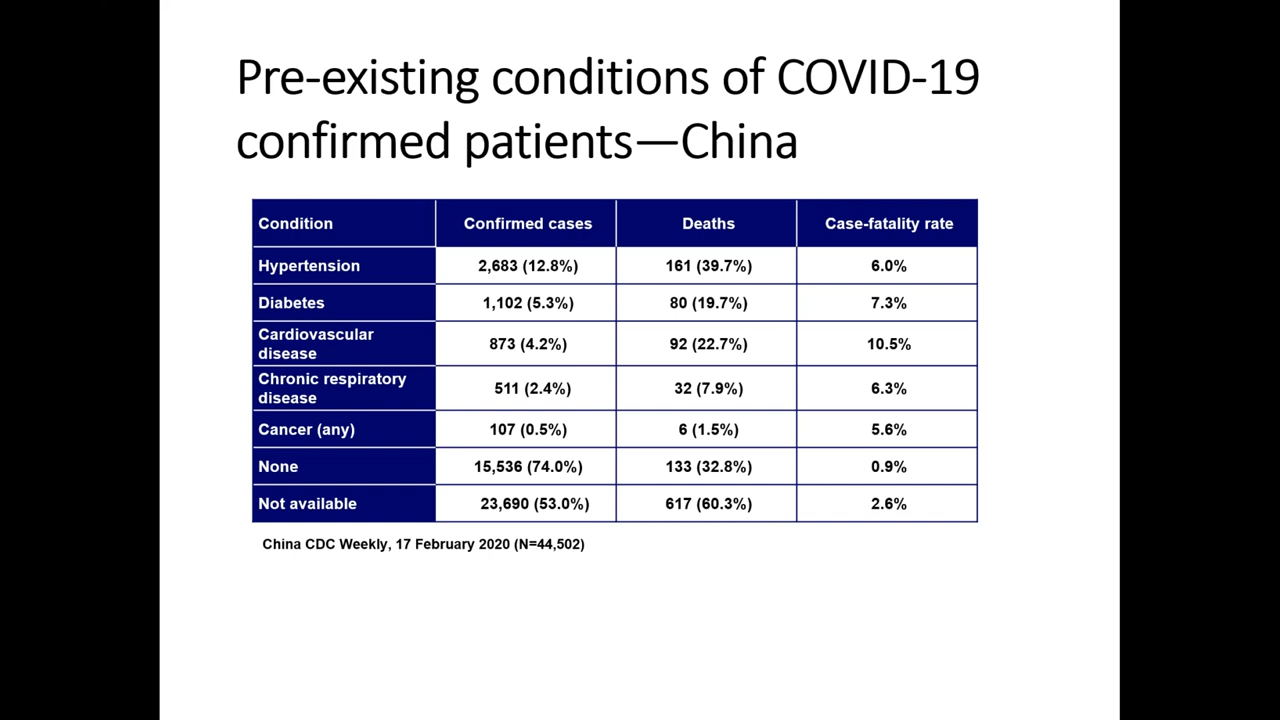 Pre-existing conditions of COVID-19
confirmed patients—China
Condition Confirmed cases Deaths Case-fatality rate
Hypertension 2,683 (12.8%) 161 (39.7%) 6.0%
Diabetes 1,102 (5.3%) 80 (19.7%) 7.3%
Cardiovascular
disease 873 (4.2%) 92 (22.7%) 10.5%
Chronic respiratory
disease 511 (2.4%) 32 (7.9%) 6.3%
Cancer (any) 107 (0.5%) 6 (1.5%) 5.6%
None 15,536 (74.0%) 133 (32.8%) 0.9%
Not available 23,690 (53.0%) 617 (60.3%) 2.6%
China CDC Weekly, 17 February 2020 (N=44,502)